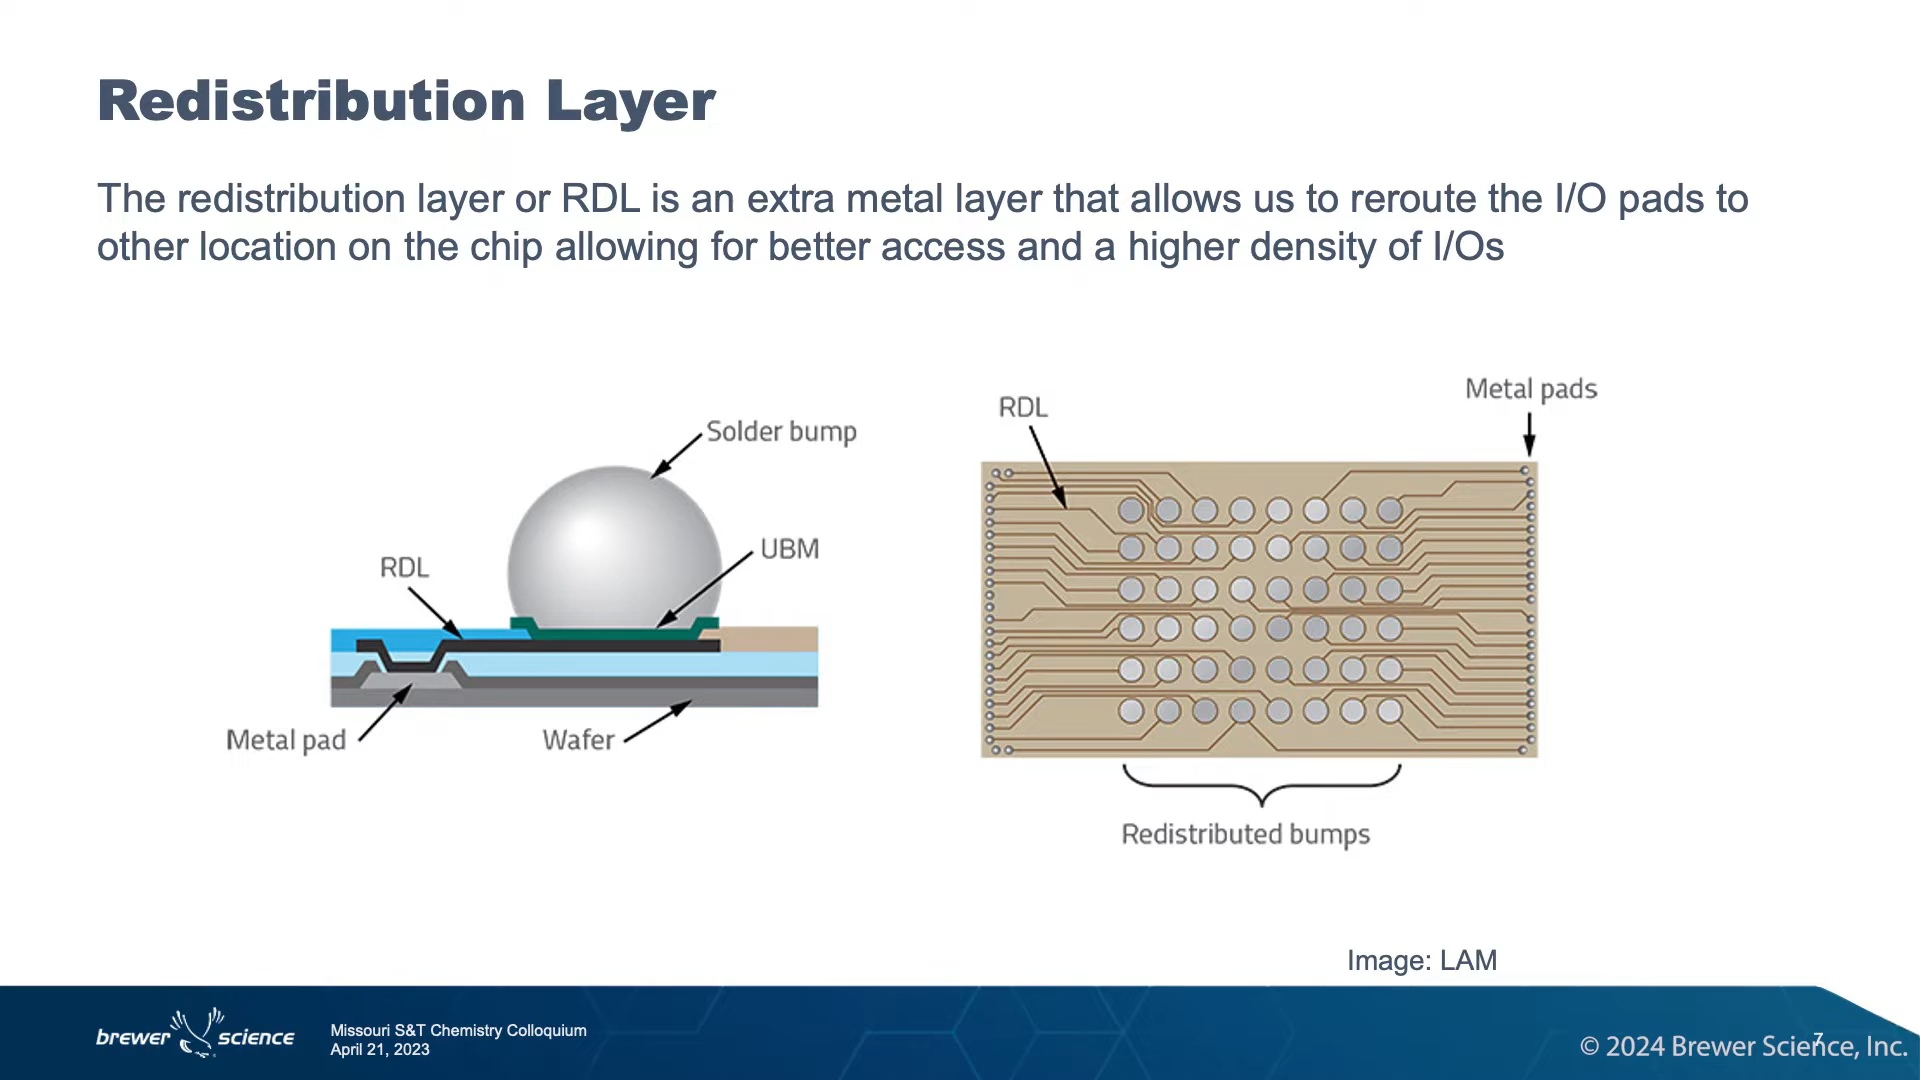 Redistribution Layer
The redistribution layer or RDL is an extra metal layer that allows us to reroute the I/O pads to
other location on the chip allowing for better access and a higher density of I/Os
Solder bump
UBM
RDL
Metal pad
Wafer
RDL
Metal pads
Redistributed bumps
Image: LAM
brewer science
Missouri S&T Chemistry Colloquium
April 21, 2023
7
© 2024 Brewer Science, Inc.